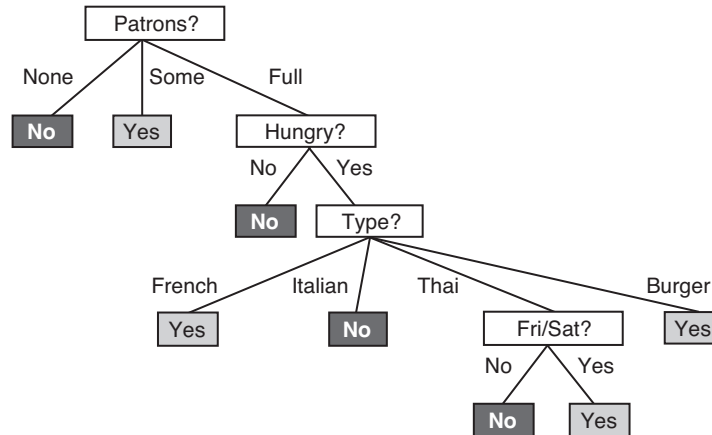 Patrons?
None Some Full
No Yes Hungry?
No Yes
No Type?
French Italian Thai Burger
Yes No Fri/Sat? Yes
No Yes
No Yes